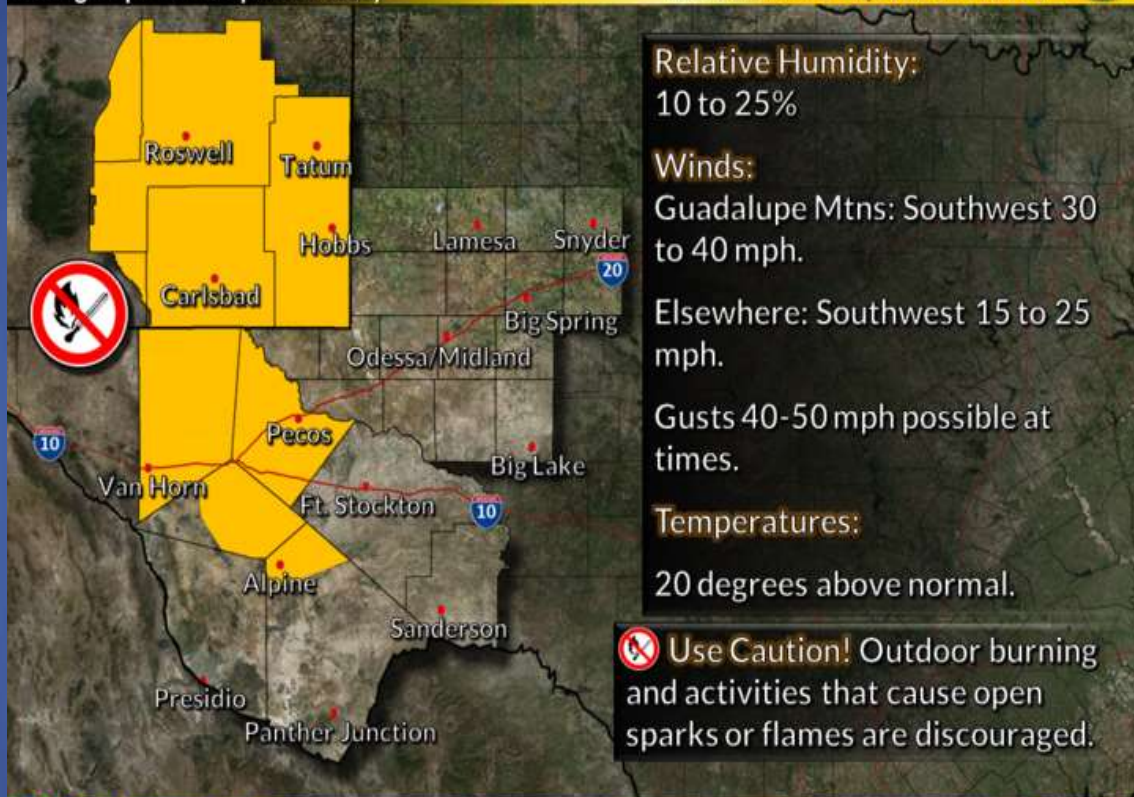 Relative Humidity:
10 to 25%
Winds:
Guadalupe Mtns: Southwest 30
to 40 mph.
Elsewhere: Southwest 15 to 25
mph.
Gusts 40-50 mph possible at
times.
Temperatures:
20 degrees above normal.
Use Caution! Outdoor burning
and activities that cause open
sparks or flames are discouraged.
Roswell
Tatum
Hobbs
Lamesa
Snyder
20
Carlsbad
Big Spring
Odessa/Midland
Pecos
10
Big Lake
Van Horn
Ft. Stockton
10
Alpine
Sanderson
Presidio
Panther Junction